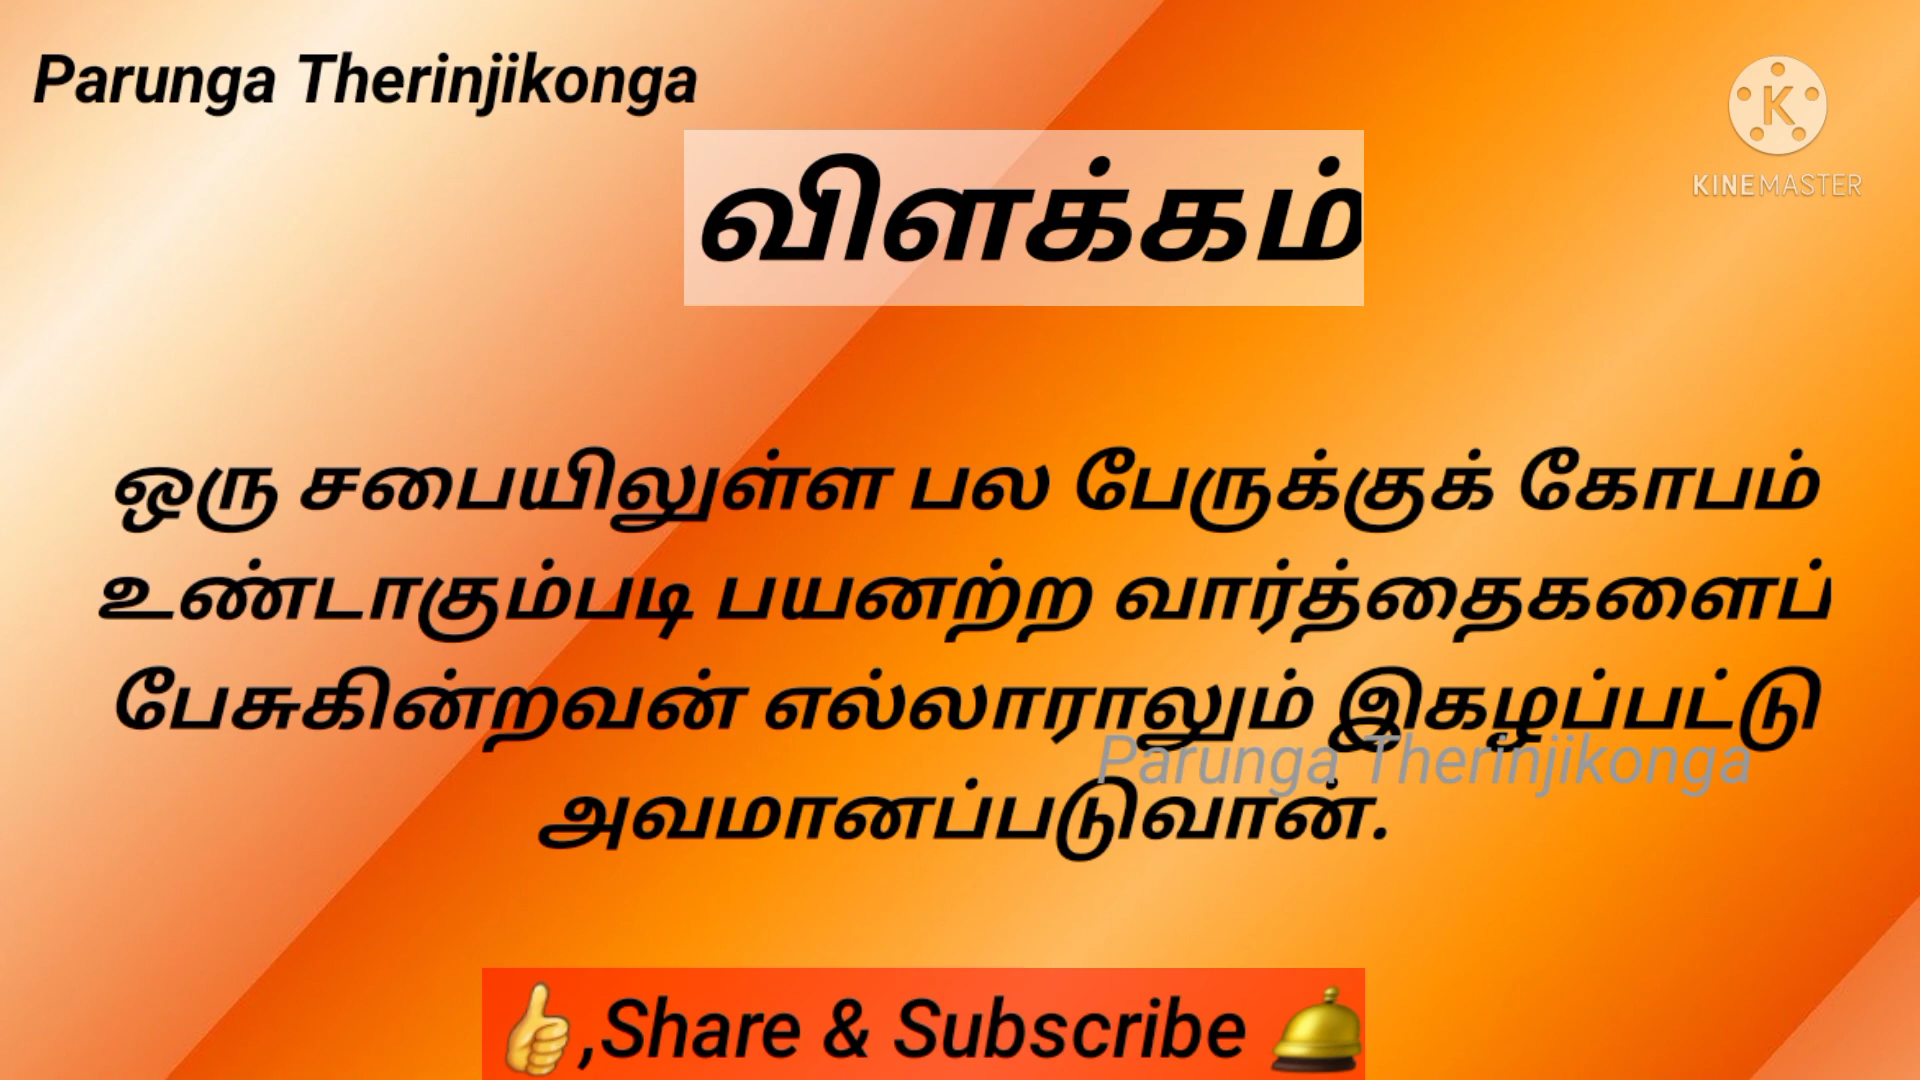 Parunga Therinjikonga
KINEMASTER
விளக்கம்
ஒரு சபையிலுள்ள பல பேருக்குக் கோபம்
உண்டாகும்படி பயனற்ற வார்த்தைகளைப்
பேசுகின்றவன் எல்லாராலும் இகழப்பட்டு
Parunga Therinjikonga
அவமானப்படுவான்.
👍,Share & Subscribe 🛎️